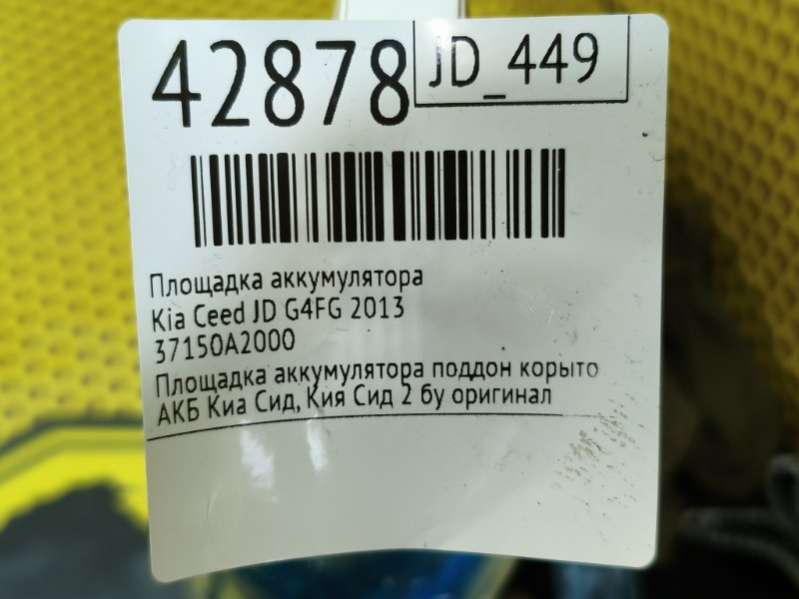 42878
JD_449
Площадка аккумулятора
Kia Ceed JD G4FG 2013
37150A2000
Площадка аккумулятора поддон корыто
АКБ Киа Сид, Кия Сид 2 бу оригинал